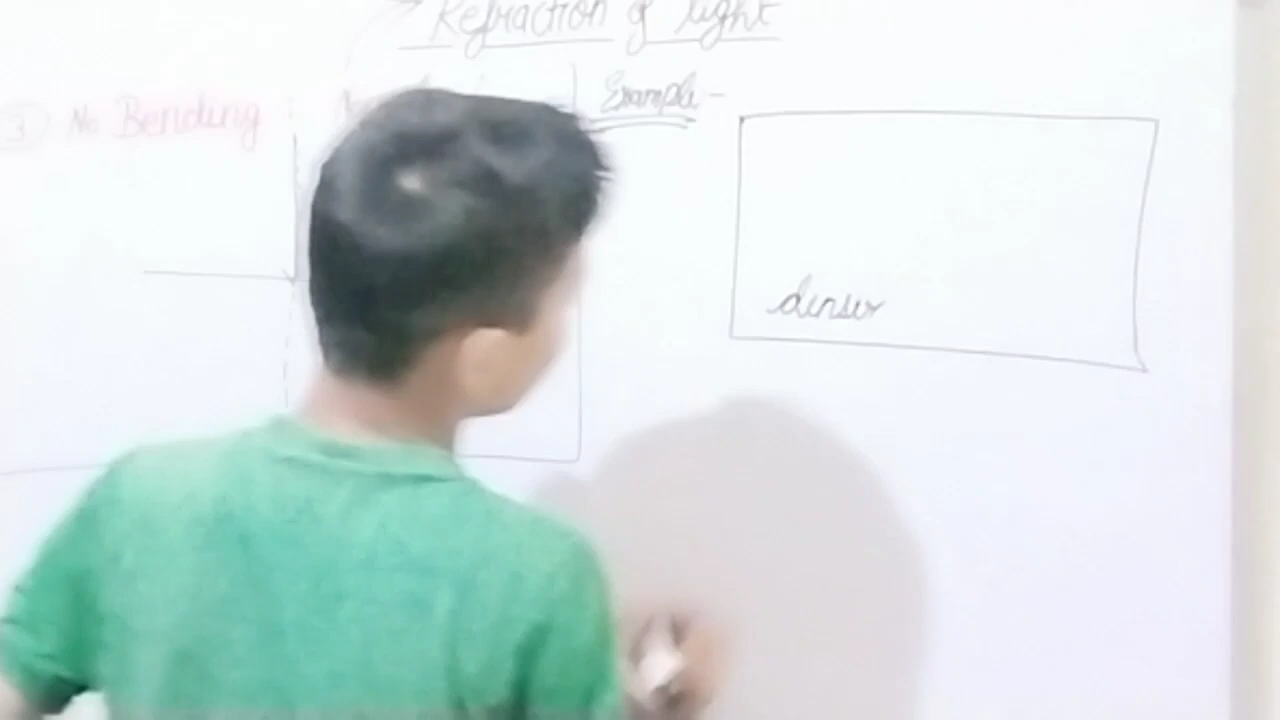 Refraction of light
③ No Bending
Example -
denser